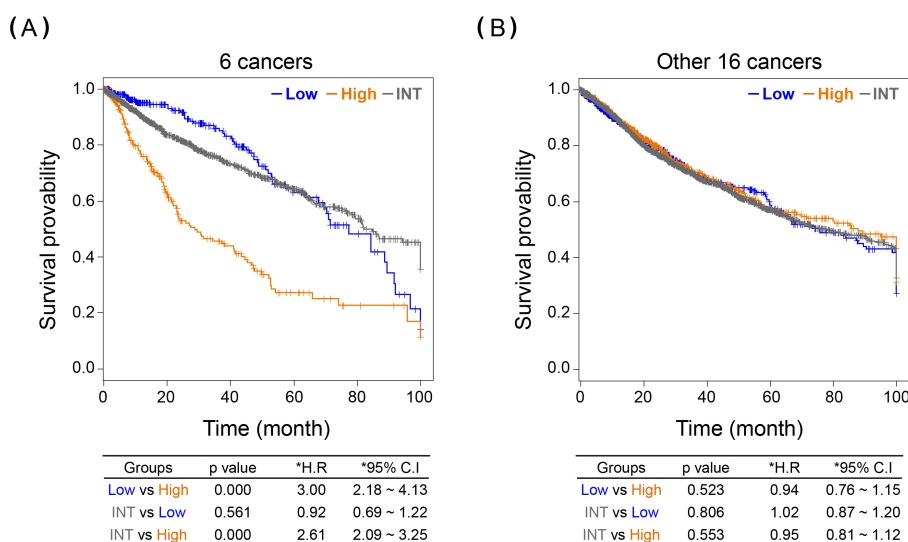 (A)
6 cancers
Low High INT
Survival provability
1.0
0.8
0.6
0.4
0.2
0.0
0 20 40 60 80 100
Time (month)
Groups p value *H.R *95% C.I
Low vs High 0.000 3.00 2.18 ~ 4.13
INT vs Low 0.561 0.92 0.69 ~ 1.22
INT vs High 0.000 2.61 2.09 ~ 3.25
(B)
Other 16 cancers
Low High INT
Survival provability
1.0
0.8
0.6
0.4
0.2
0.0
0 20 40 60 80 100
Time (month)
Groups p value *H.R *95% C.I
Low vs High 0.523 0.94 0.76 ~ 1.15
INT vs Low 0.806 1.02 0.87 ~ 1.20
INT vs High 0.553 0.95 0.81 ~ 1.12